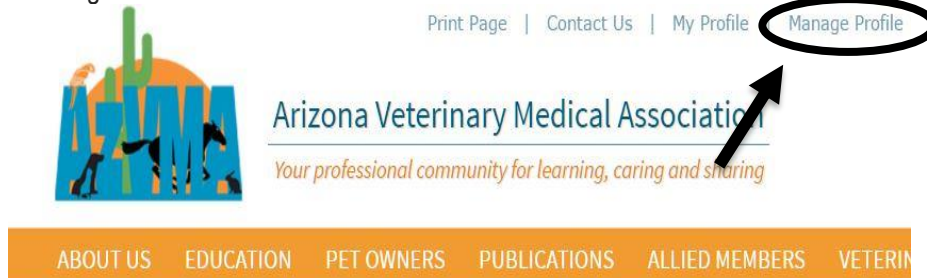 Print Page | Contact Us | My Profile Manage Profile
AzVMA
Arizona Veterinary Medical Association
Your professional community for learning, caring and sharing
ABOUT US EDUCATION PET OWNERS PUBLICATIONS ALLIED MEMBERS